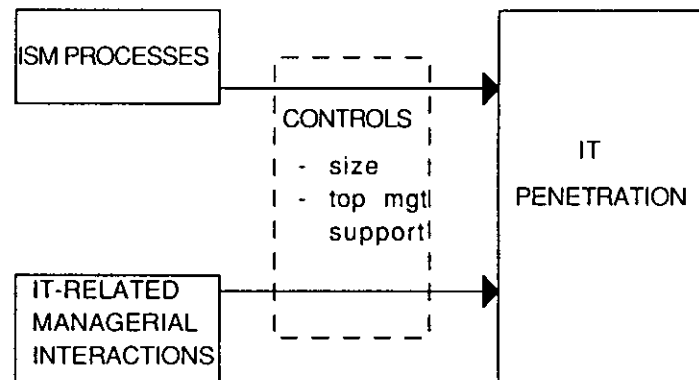 ISM PROCESSES
CONTROLS
- size
- top mgt
support
IT
PENETRATION
IT-RELATED
MANAGERIAL
INTERACTIONS